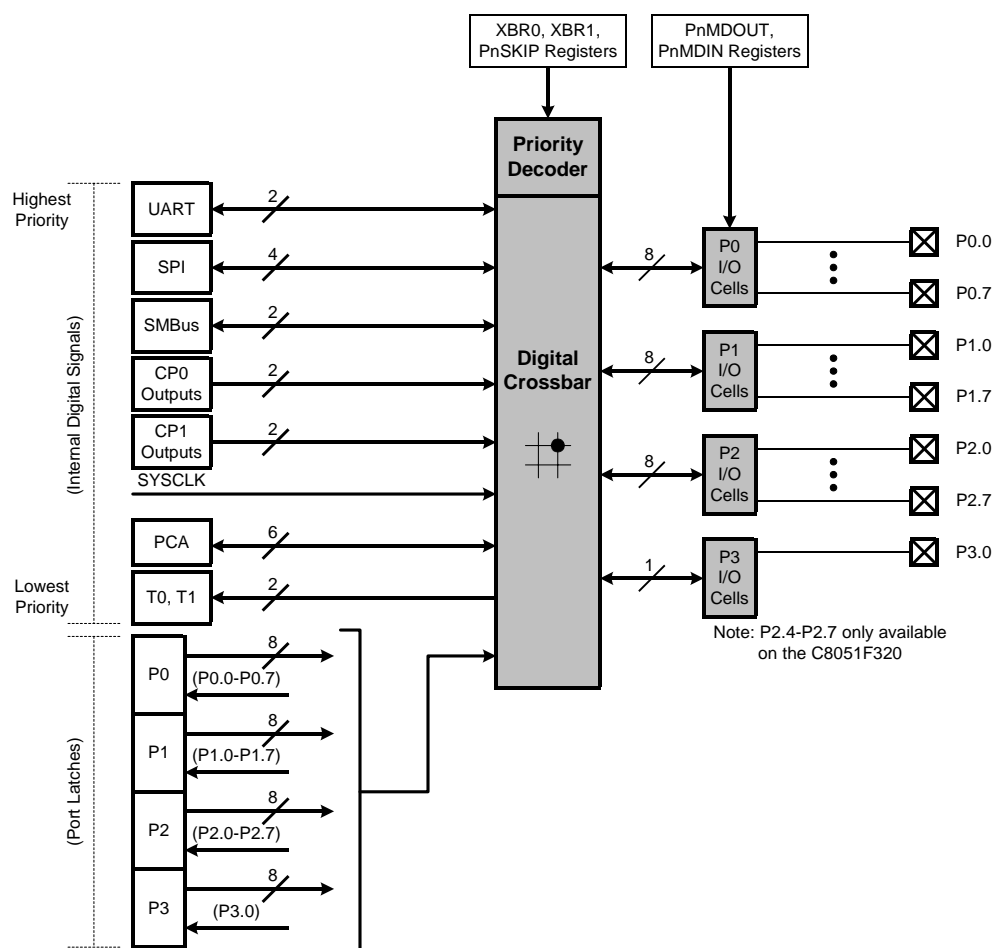 XBR0, XBR1,
PnSKIP Registers
PnMDOUT,
PnMDIN Registers
Priority
Decoder
Highest
Priority
(Internal Digital Signals)
UART
2
SPI
4
SMBus
2
CP0
Outputs
2
CP1
Outputs
2
SYSCLK
PCA
6
Lowest
Priority
T0, T1
2
Digital
Crossbar
8
P0
I/O
Cells
P0.0
P0.7
8
P1
I/O
Cells
P1.0
P1.7
8
P2
I/O
Cells
P2.0
P2.7
1
P3
I/O
Cells
P3.0
Note: P2.4-P2.7 only available
on the C8051F320
(Port Latches)
P0
8
(P0.0-P0.7)
P1
8
(P1.0-P1.7)
P2
8
(P2.0-P2.7)
P3
8
(P3.0)